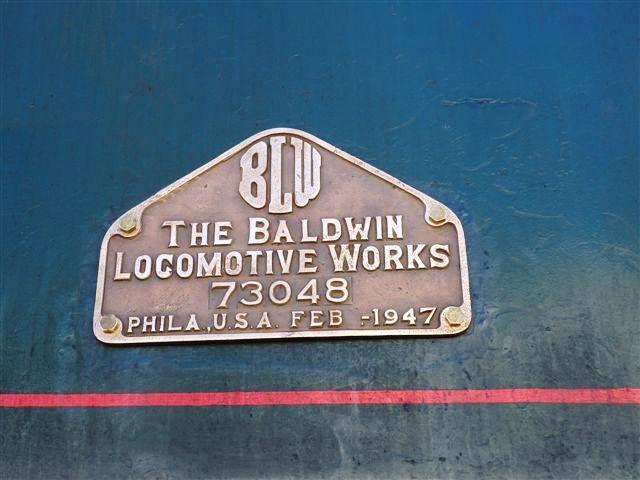 BLW
THE BALDWIN
LOCOMOTIVE WORKS
73048
PHILA., U.S.A. FEB -1947